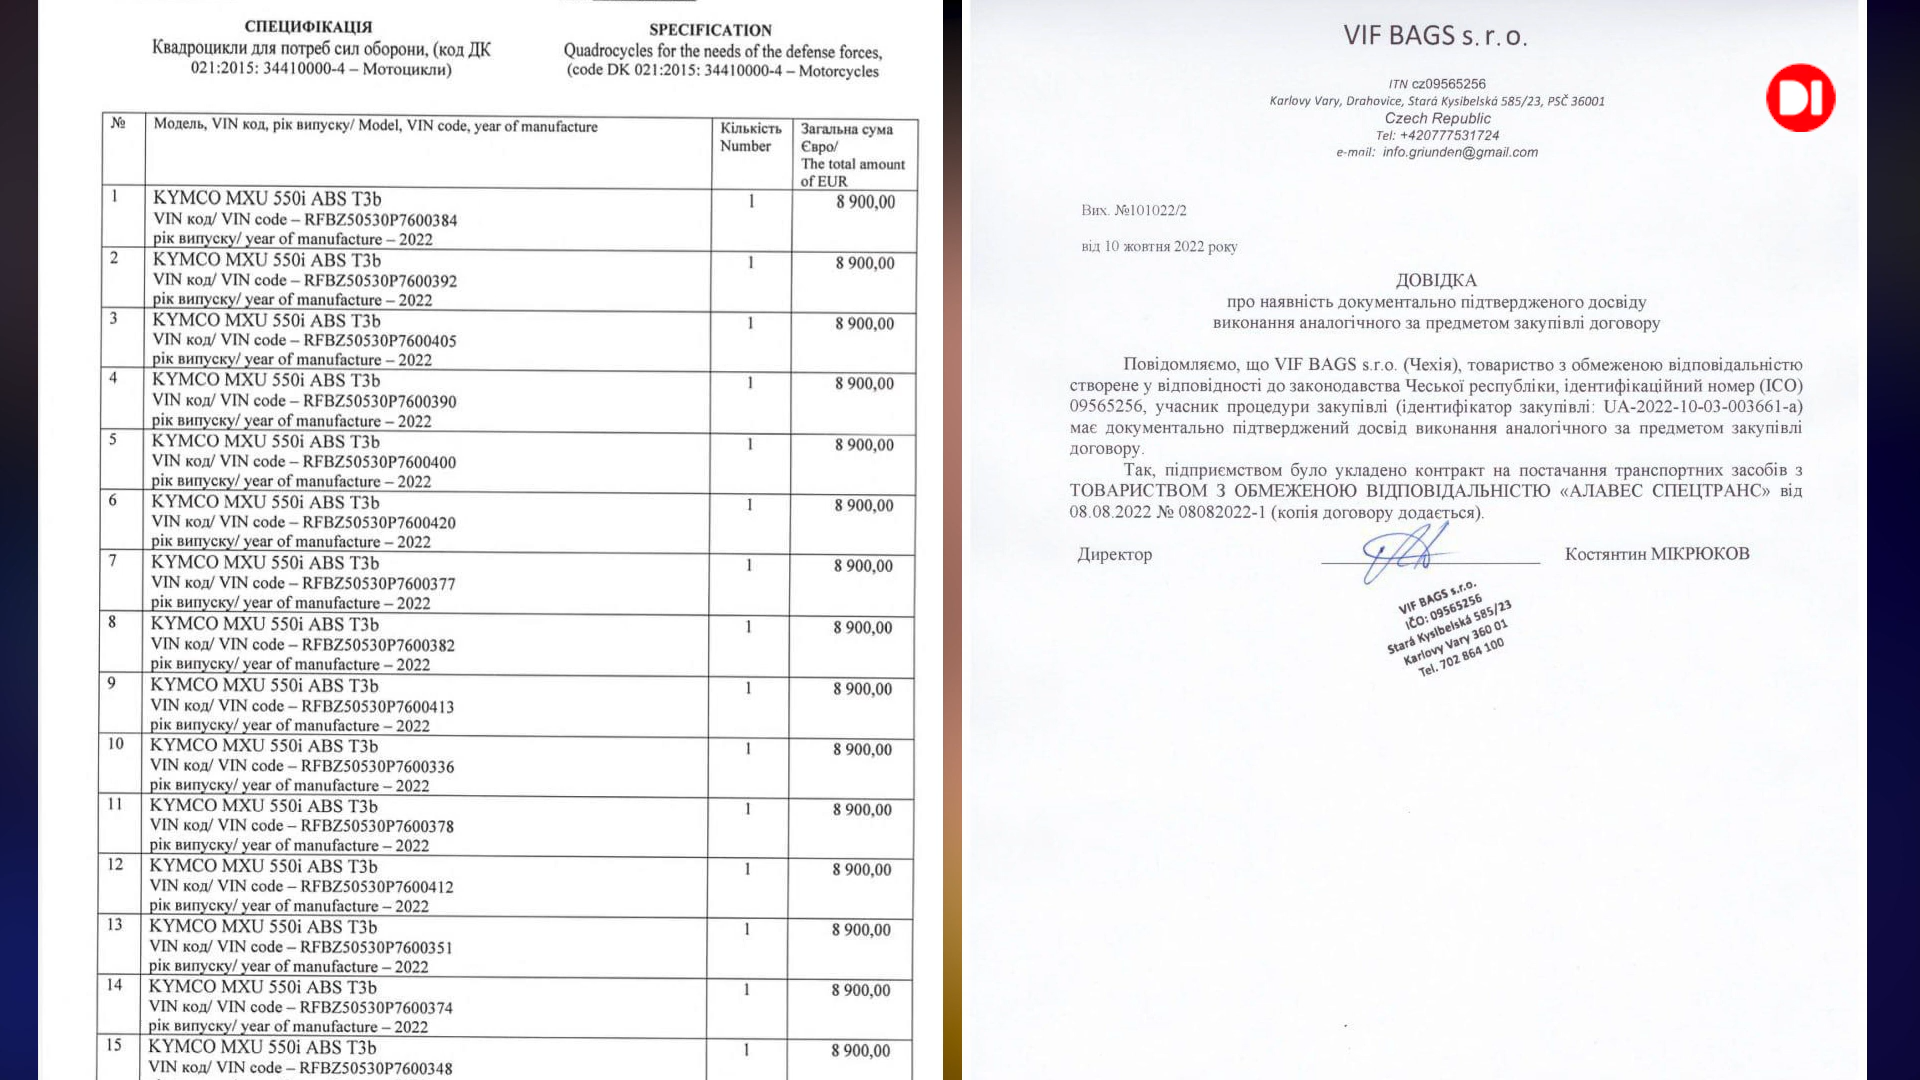 СПЕЦИФІКАЦІЯ
Квадроцикли для потреб сил оборони, (код ДК
021:2015: 34410000-4 – Мотоцикли)
SPECIFICATION
Quadrocycles for the needs of the defense forces,
(code DK 021:2015: 34410000-4 – Motorcycles
№
Модель, VIN код, рік випуску/ Model, VIN code, year of manufacture
Кількість
Number
Загальна сума
Євро/
The total amount
of EUR
1
KYMCO MXU 550i ABS T3b
1
8 900,00
VIN код/ VIN code – RFBZ50530P7600384
рік випуску/ year of manufacture – 2022
2
KYMCO MXU 550i ABS T3b
1
8 900,00
VIN код/ VIN code – RFBZ50530P7600392
рік випуску/ year of manufacture – 2022
3
KYMCO MXU 550i ABS T3b
1
8 900,00
VIN код/ VIN code – RFBZ50530P7600405
рік випуску/ year of manufacture – 2022
4
KYMCO MXU 550i ABS T3b
1
8 900,00
VIN код/ VIN code – RFBZ50530P7600390
рік випуску/ year of manufacture – 2022
5
KYMCO MXU 550i ABS T3b
1
8 900,00
VIN код/ VIN code – RFBZ50530P7600400
рік випуску/ year of manufacture – 2022
6
KYMCO MXU 550i ABS T3b
1
8 900,00
VIN код/ VIN code – RFBZ50530P7600420
рік випуску/ year of manufacture – 2022
7
KYMCO MXU 550i ABS T3b
1
8 900,00
VIN код/ VIN code – RFBZ50530P7600377
рік випуску/ year of manufacture – 2022
8
KYMCO MXU 550i ABS T3b
1
8 900,00
VIN код/ VIN code – RFBZ50530P7600382
рік випуску/ year of manufacture – 2022
9
KYMCO MXU 550i ABS T3b
1
8 900,00
VIN код/ VIN code – RFBZ50530P7600413
рік випуску/ year of manufacture – 2022
10
KYMCO MXU 550i ABS T3b
1
8 900,00
VIN код/ VIN code – RFBZ50530P7600336
рік випуску/ year of manufacture – 2022
11
KYMCO MXU 550i ABS T3b
1
8 900,00
VIN код/ VIN code – RFBZ50530P7600378
рік випуску/ year of manufacture – 2022
12
KYMCO MXU 550i ABS T3b
1
8 900,00
VIN код/ VIN code – RFBZ50530P7600412
рік випуску/ year of manufacture – 2022
13
KYMCO MXU 550i ABS T3b
1
8 900,00
VIN код/ VIN code – RFBZ50530P7600351
рік випуску/ year of manufacture – 2022
14
KYMCO MXU 550i ABS T3b
1
8 900,00
VIN код/ VIN code – RFBZ50530P7600374
рік випуску/ year of manufacture – 2022
15
KYMCO MXU 550i ABS T3b
1
8 900,00
VIN код/ VIN code – RFBZ50530P7600348
VIF BAGS s.r.o.
ITN cz09565256
Karlovy Vary, Drahovice, Stará Kysibelská 585/23, PSČ 36001
Czech Republic
Tel: +420777531724
e-mail: info.griunden@gmail.com
DI
Вих. №101022/2
від 10 жовтня 2022 року
ДОВІДКА
про наявність документально підтвердженого досвіду
виконання аналогічного за предметом закупівлі договору
Повідомляємо, що VIF BAGS s.r.o. (Чехія), товариство з обмеженою відповідальністю
створене у відповідності до законодавства Чеської республіки, ідентифікаційний номер (ICO)
09565256, учасник процедури закупівлі (ідентифікатор закупівлі: UA-2022-10-03-003661-a)
має документально підтверджений досвід виконання аналогічного за предметом закупівлі
договору.
Так, підприємством було укладено контракт на постачання транспортних засобів з
ТОВАРИСТВОМ З ОБМЕЖЕНОЮ ВІДПОВІДАЛЬНІСТЮ «АЛАВЕС СПЕЦТРАНС» від
08.08.2022 № 08082022-1 (копія договору додається).
Директор
Костянтин МІКРЮКОВ
VIF BAGS s.r.o.
IČO: 09565256
Stará Kysibelská 585/23
Karlovy Vary 360 01
Tel. 702 864 100